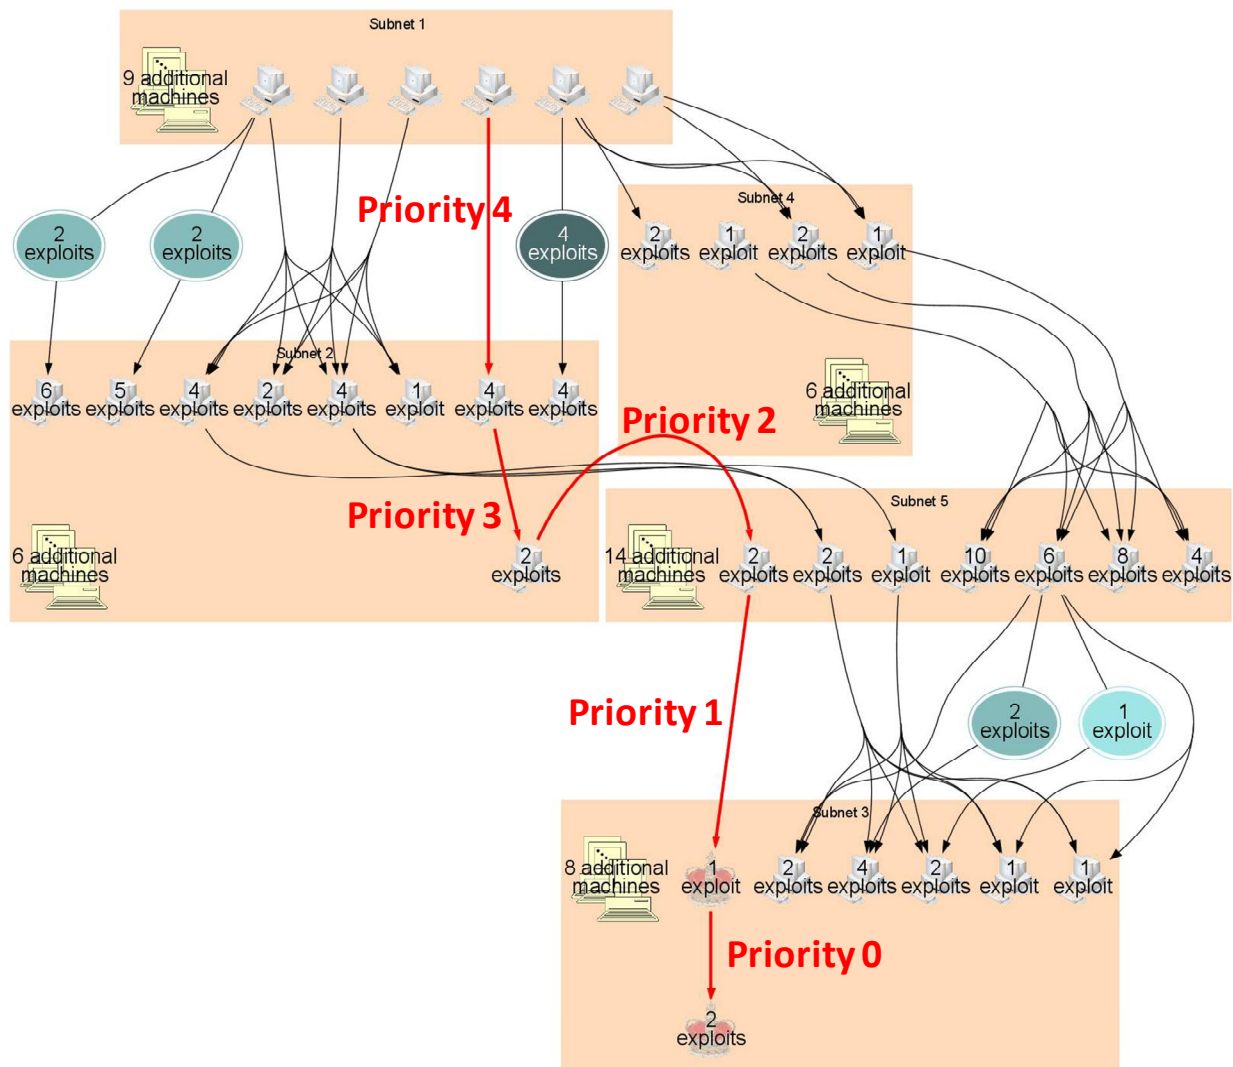 Subnet 1
9 additional
machines
Priority 4
2
exploits
2
exploits
4
exploits
Subnet 4
2
exploits
1
exploit
2
exploits
1
exploit
6 additional
machines
Subnet 2
6
exploits
5
exploits
4
exploits
2
exploits
4
exploits
1
exploit
4
exploits
4
exploits
Priority 2
Priority 3
6 additional
machines
2
exploits
Subnet 5
14 additional
machines
2
exploits
2
exploits
1
exploit
10
exploits
6
exploits
8
exploits
4
exploits
Priority 1
2
exploits
1
exploit
Subnet 3
8 additional
machines
1
exploit
2
exploits
4
exploits
2
exploits
1
exploit
1
exploit
Priority 0
2
exploits